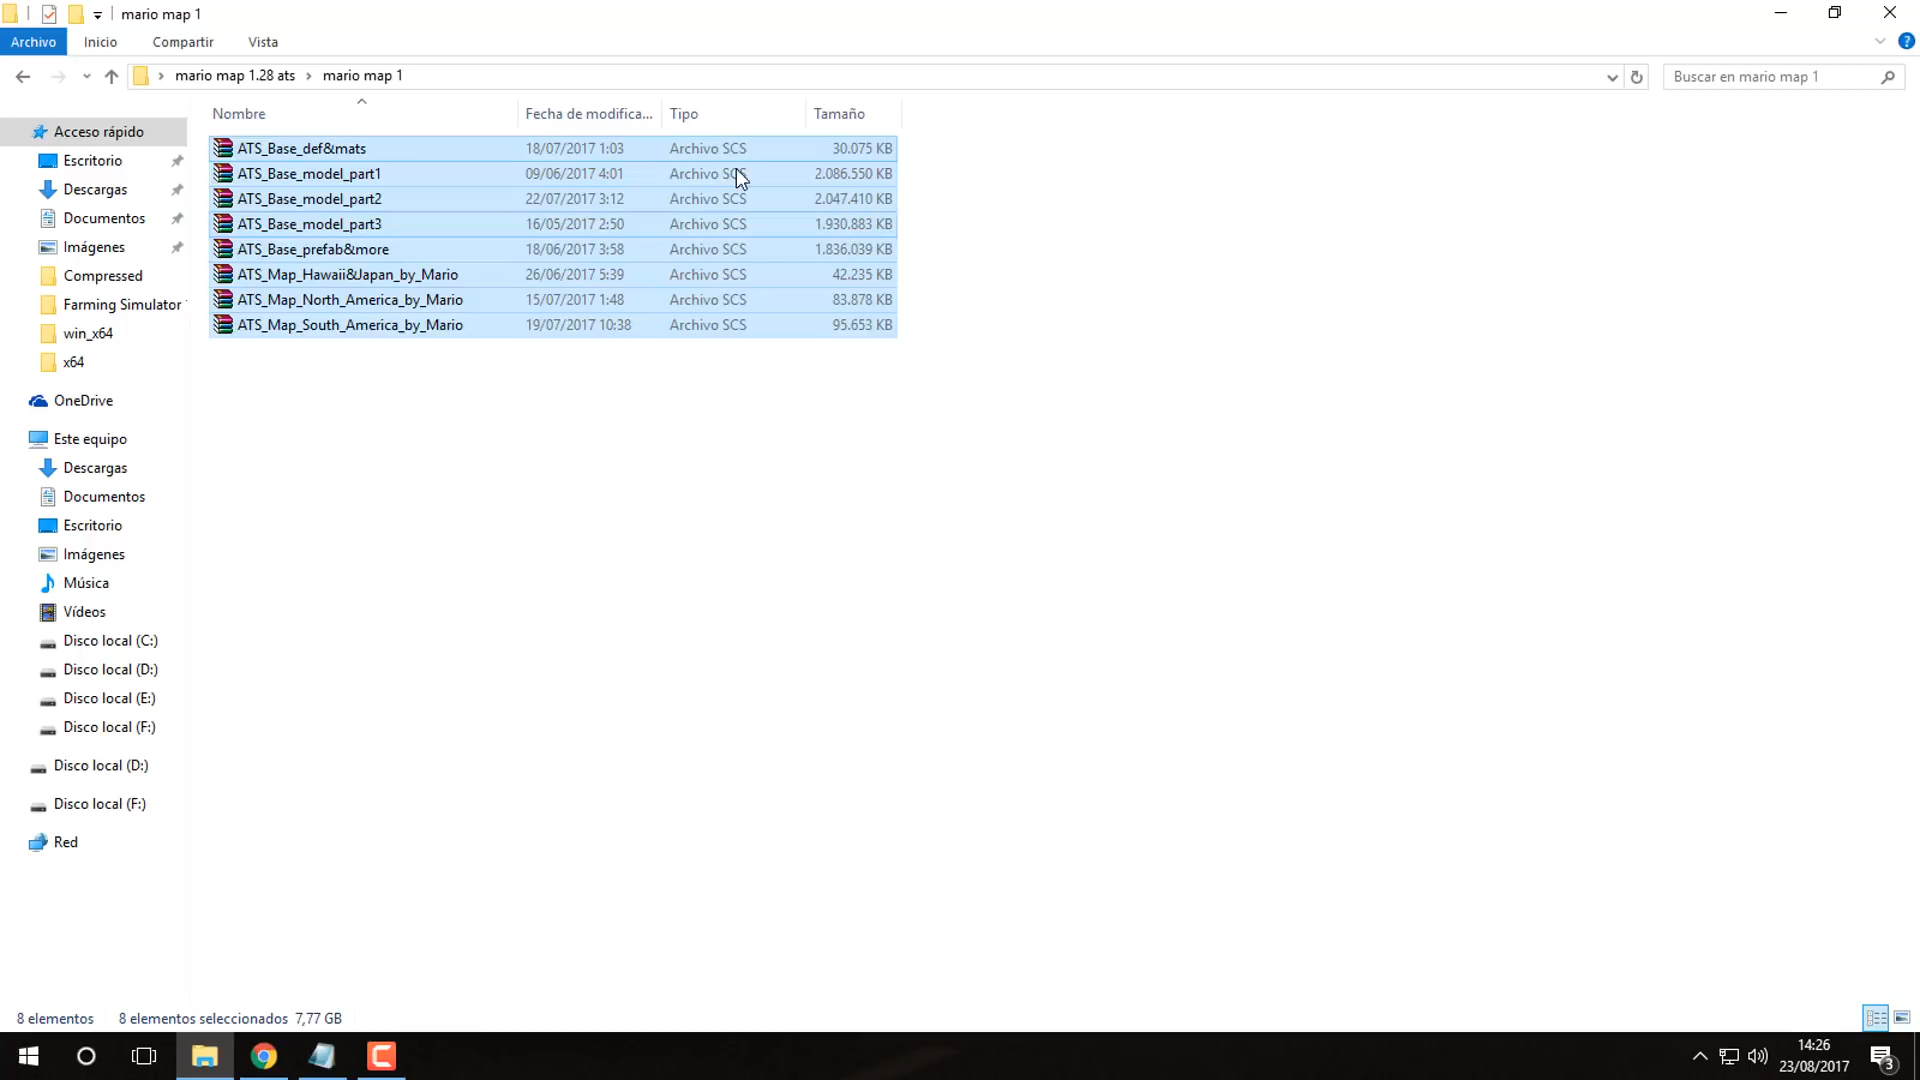 mario map 1
Archivo Inicio Compartir Vista
mario map 1.28 ats mario map 1 Buscar en mario map 1
Nombre Fecha de modifica... Tipo Tamaño
ATS_Base_def&mats 18/07/2017 1:03 Archivo SCS 30.075 KB
ATS_Base_model_part1 09/06/2017 4:01 Archivo SCS 2.086.550 KB
ATS_Base_model_part2 22/07/2017 3:12 Archivo SCS 2.047.410 KB
ATS_Base_model_part3 16/05/2017 2:50 Archivo SCS 1.930.883 KB
ATS_Base_prefab&more 18/06/2017 3:58 Archivo SCS 1.836.039 KB
ATS_Map_Hawaii&Japan_by_Mario 26/06/2017 5:39 Archivo SCS 42.235 KB
ATS_Map_North_America_by_Mario 15/07/2017 1:48 Archivo SCS 83.878 KB
ATS_Map_South_America_by_Mario 19/07/2017 10:38 Archivo SCS 95.653 KB
Acceso rápido
Escritorio
Descargas
Documentos
Imágenes
Compressed
Farming Simulator
win_x64
x64
OneDrive
Este equipo
Descargas
Documentos
Escritorio
Imágenes
Música
Vídeos
Disco local (C:)
Disco local (D:)
Disco local (E:)
Disco local (F:)
Disco local (D:)
Disco local (F:)
Red
8 elementos 8 elementos seleccionados 7,77 GB
14:26
23/08/2017
3